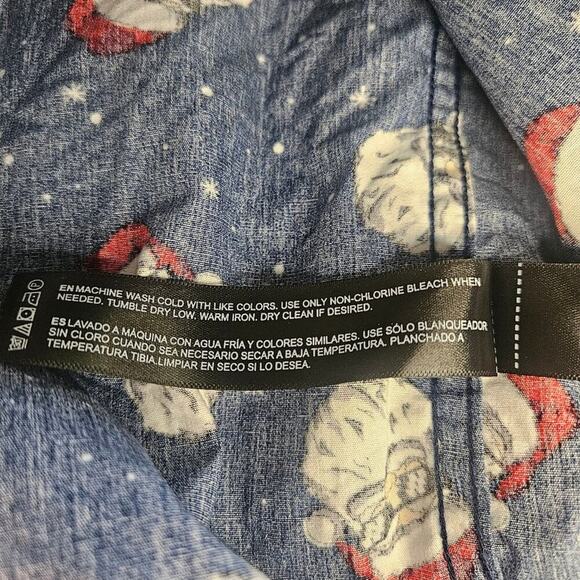 EN MACHINE WASH COLD WITH LIKE COLORS. USE ONLY NON-CHLORINE BLEACH WHEN
NEEDED. TUMBLE DRY LOW. WARM IRON. DRY CLEAN IF DESIRED.
ES LAVADO A MÁQUINA CON AGUA FRÍA Y COLORES SIMILARES. USE SÓLO BLANQUEADOR
SIN CLORO CUANDO SEA NECESARIO SECAR A BAJA TEMPERATURA. PLANCHADO A
TEMPERATURA TIBIA.LIMPIAR EN SECO SI LO DESEA.